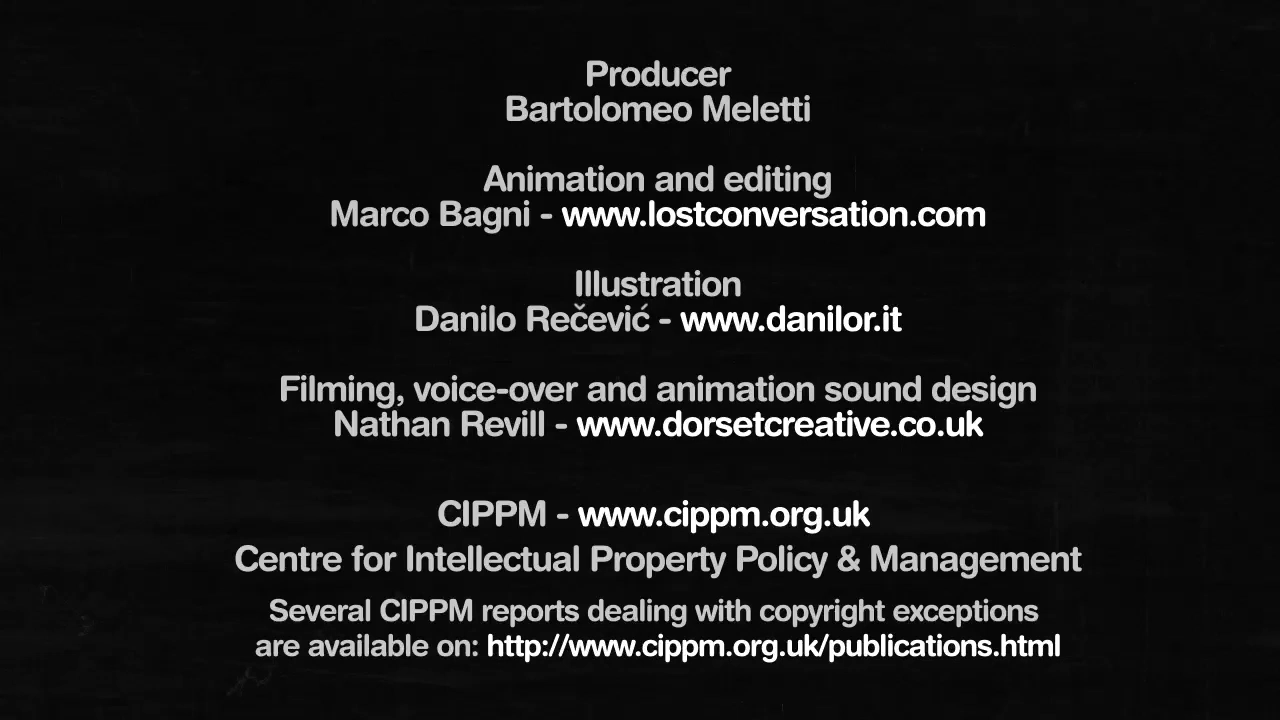 Producer
Bartolomeo Meletti
Animation and editing
Marco Bagni - www.lostconversation.com
Illustration
Danilo Rečević - www.danilor.it
Filming, voice-over and animation sound design
Nathan Revill - www.dorsetcreative.co.uk
CIPPM - www.cippm.org.uk
Centre for Intellectual Property Policy & Management
Several CIPPM reports dealing with copyright exceptions
are available on: http://www.cippm.org.uk/publications.html